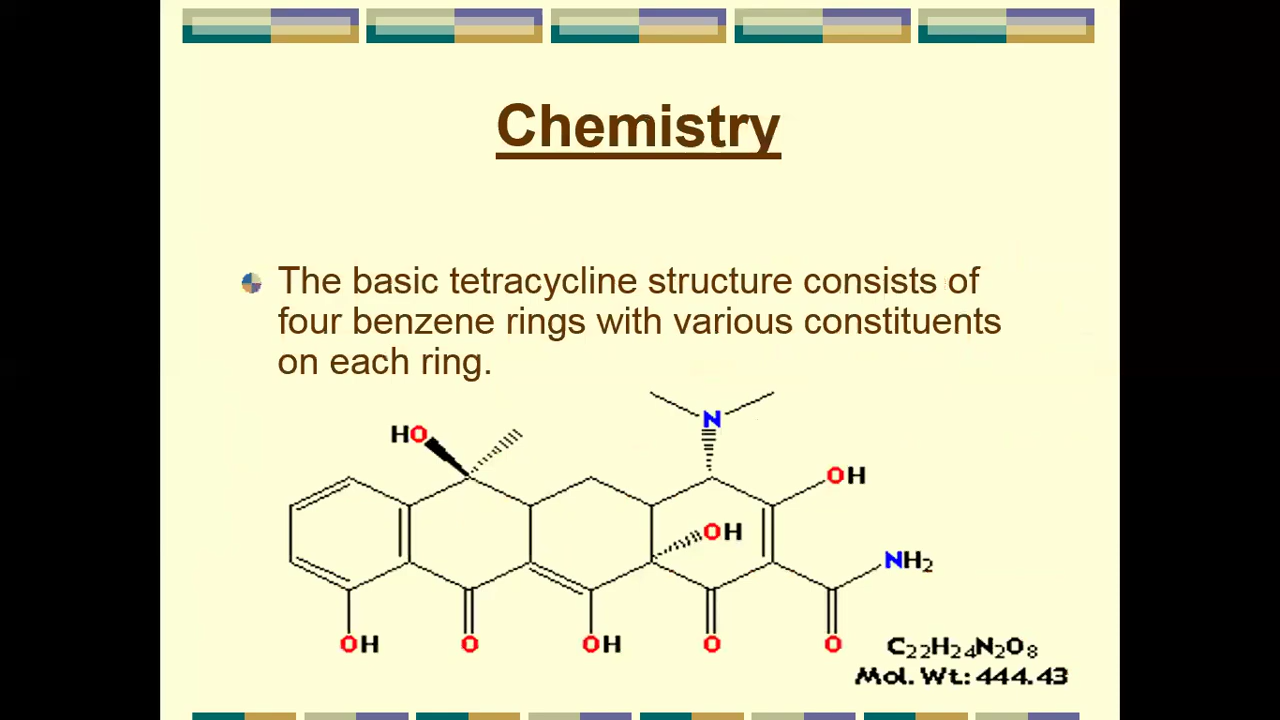 Chemistry
The basic tetracycline structure consists of
four benzene rings with various constituents
on each ring.
N
HO
OH
OH
NH₂
OH O OH O O
C₂₂H₂₄N₂O₈
Mol. Wt.: 444.43